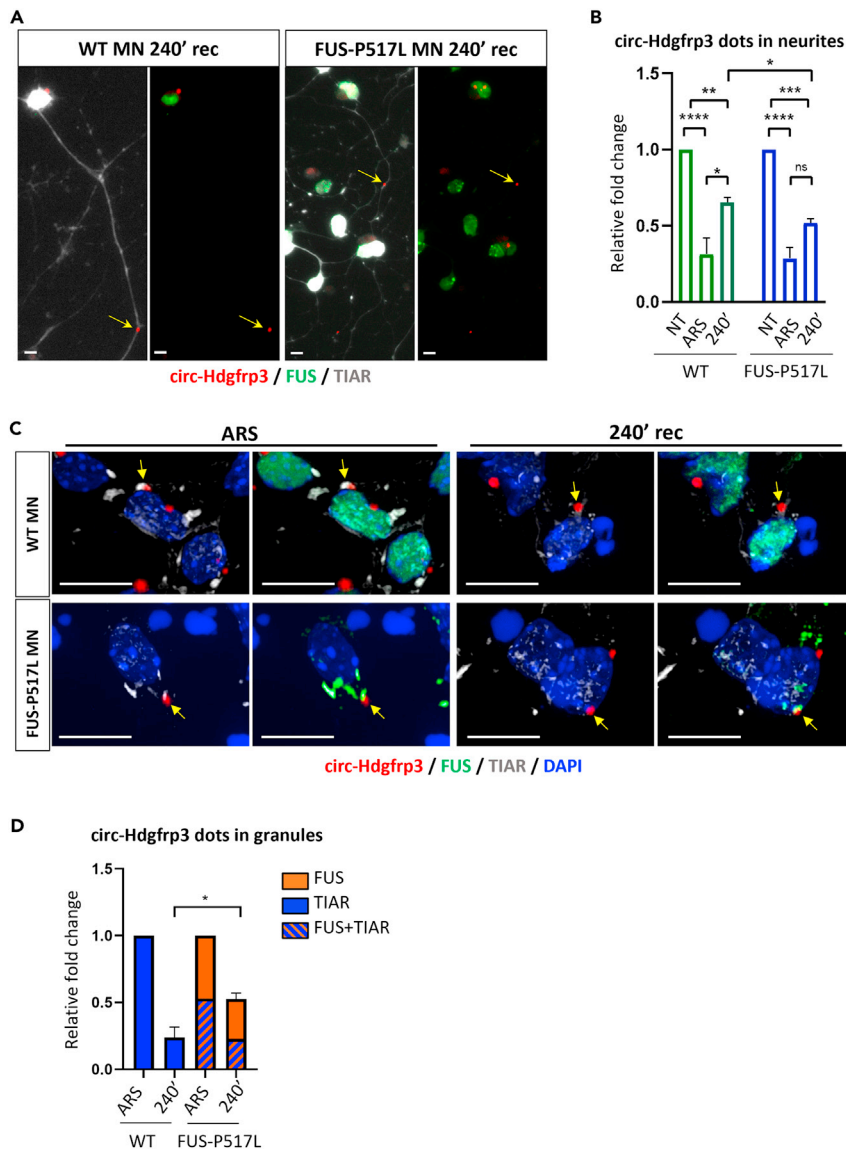 A
WT MN 240’ rec
FUS-P517L MN 240’ rec
circ-Hdgfrp3 / FUS / TIAR
B
circ-Hdgfrp3 dots in neurites
*
**
***
****
****
*
ns
1.5
1.0
0.5
0.0
Relative fold change
NT
ARS
240’
NT
ARS
240’
WT
FUS-P517L
C
ARS
240’ rec
WT MN
FUS-P517L MN
circ-Hdgfrp3 / FUS / TIAR / DAPI
D
circ-Hdgfrp3 dots in granules
1.5
1.0
0.5
0.0
Relative fold change
*
FUS
TIAR
FUS+TIAR
ARS
240’
ARS
240’
WT
FUS-P517L